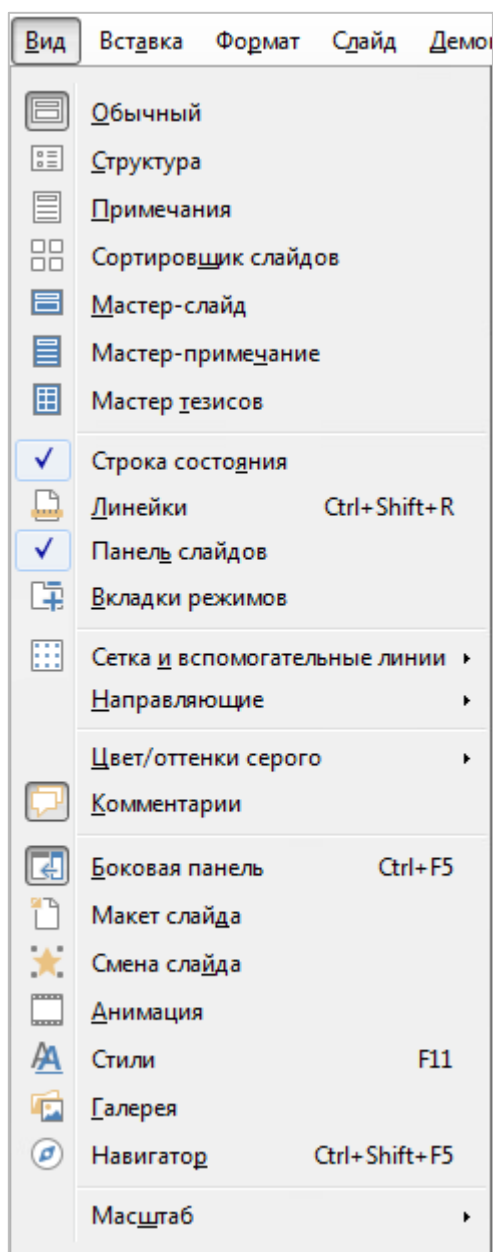 Вид Вставка Формат Слайд Демон
Обычный
Структура
Примечания
Сортировщик слайдов
Мастер-слайд
Мастер-примечание
Мастер тезисов
Строка состояния
Линейки Ctrl+Shift+R
Панель слайдов
Вкладки режимов
Сетка и вспомогательные линии
Направляющие
Цвет/оттенки серого
Комментарии
Боковая панель Ctrl+F5
Макет слайда
Смена слайда
Анимация
Стили F11
Галерея
Навигатор Ctrl+Shift+F5
Масштаб